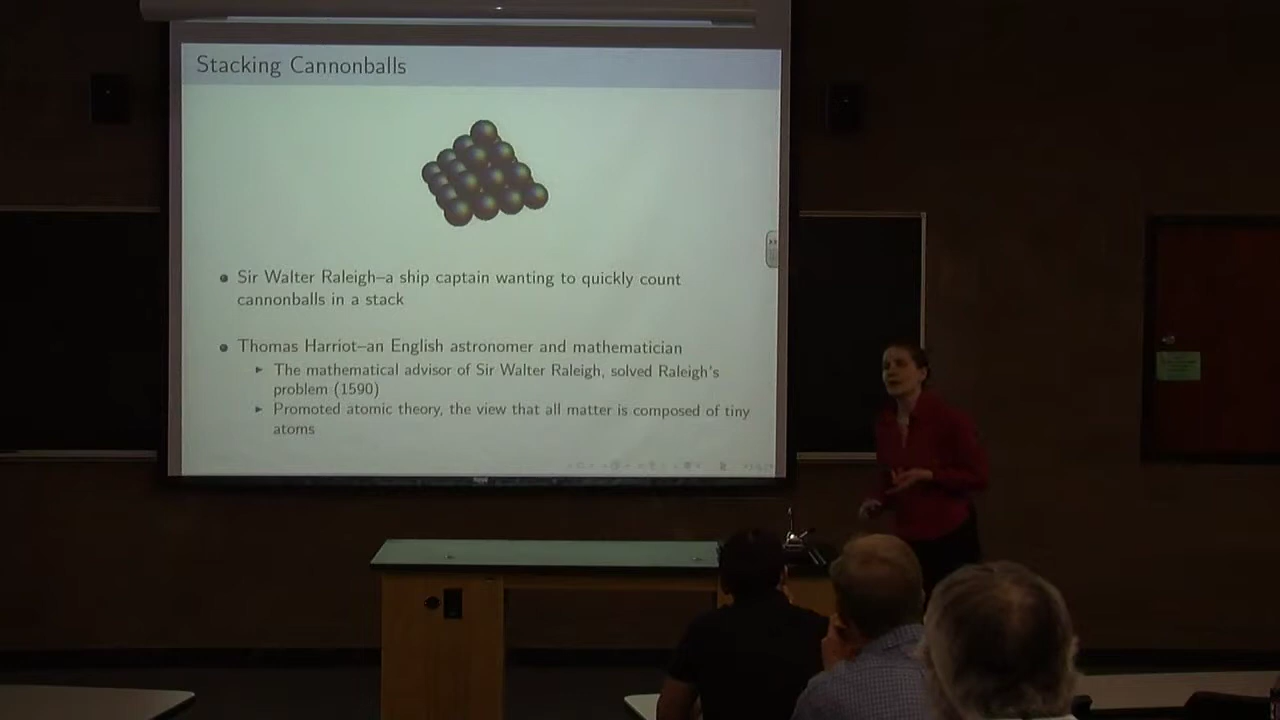 Stacking Cannonballs
Sir Walter Raleigh–a ship captain wanting to quickly count
cannonballs in a stack
Thomas Harriot–an English astronomer and mathematician
The mathematical advisor of Sir Walter Raleigh, solved Raleigh's
problem (1590)
Promoted atomic theory, the view that all matter is composed of tiny
atoms